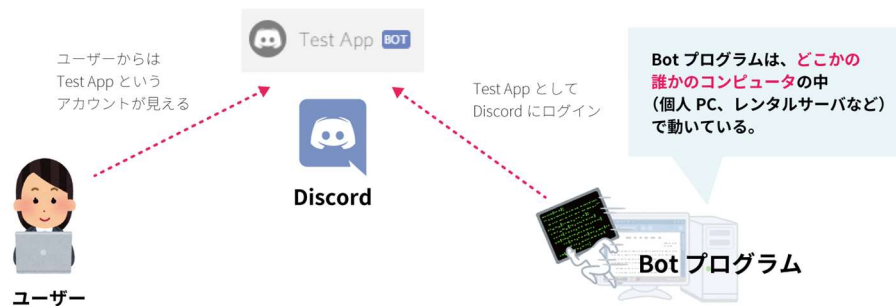 ユーザーからは
Test App という
アカウントが見える
Test App BOT
Discord
Test App として
Discord にログイン
Bot プログラムは、どこかの
誰かのコンピュータの中
（個人 PC、レンタルサーバなど）
で動いている。
Bot プログラム
ユーザー